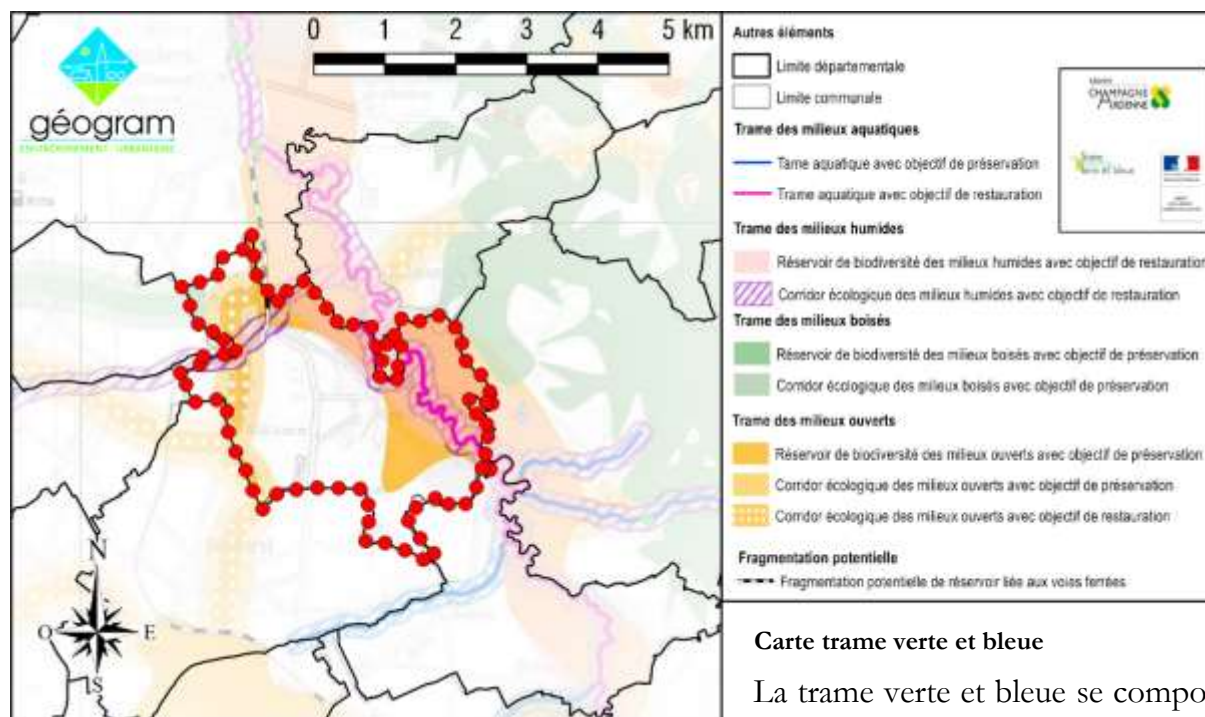 0 1 2 3 4 5 km
géogram
ENVIRONNEMENT - URBANISME
N
O E
S
Autres éléments
Limite départementale
Limite communale
Trame des milieux aquatiques
Tame aquatique avec objectif de préservation
Trame aquatique avec objectif de restauration
Trame des milieux humides
Réservoir de biodiversité des milieux humides avec objectif de restauration
Corridor écologique des milieux humides avec objectif de restauration
Trame des milieux boisés
Réservoir de biodiversité des milieux boisés avec objectif de préservation
Corridor écologique des milieux boisés avec objectif de préservation
Trame des milieux ouverts
Réservoir de biodiversité des milieux ouverts avec objectif de préservation
Corridor écologique des milieux ouverts avec objectif de préservation
Corridor écologique des milieux ouverts avec objectif de restauration
Fragmentation potentielle
Fragmentation potentielle de réservoir liée aux voies ferrées
CHAMPAGNE
ARDENNE
Carte trame verte et bleue
La trame verte et bleue se compo